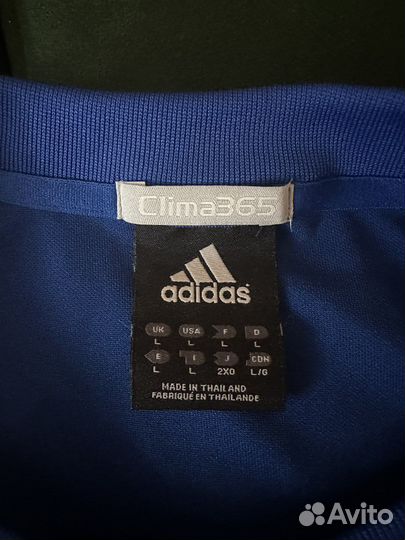 Clima365
adidas
UK USA F D
L L L L
E I J CDN
L L 2XO L/G
MADE IN THAILAND
FABRIQUÉ EN THAILANDE
Avito